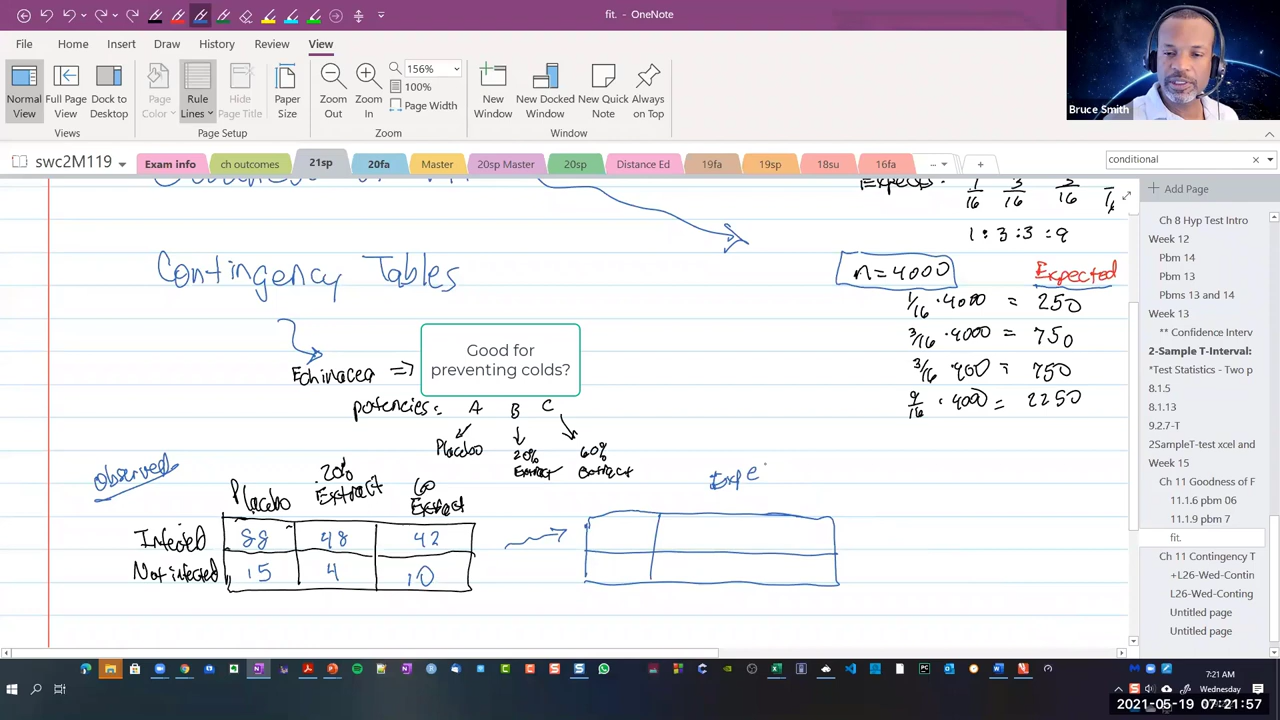 fit. - OneNote
File Home Insert Draw History Review View
Normal View
Full Page View
Dock to Desktop
Page Color
Rule Lines
Hide Page Title
Paper Size
Zoom Out
Zoom In
156%
100%
Page Width
New Window
New Docked Window
New Quick Note
Always on Top
Views
Page Setup
Zoom
Window
Bruce Smith
swc2M119
Exam info
ch outcomes
21sp
20fa
Master
20sp Master
20sp
Distance Ed
19fa
19sp
18su
16fa
conditional
Add Page
Ch 8 Hyp Test Intro
Week 12
Pbm 14
Pbm 13
Pbms 13 and 14
Week 13
** Confidence Interv
2-Sample T-Interval:
*Test Statistics - Two p
8.1.5
8.1.13
9.2.7-T
2SampleT-test xcel and
Week 15
Ch 11 Goodness of F
11.1.6 pbm 06
11.1.9 pbm 7
fit.
Ch 11 Contingency T
+L26-Wed-Contin
L26-Wed-Conting
Untitled page
Untitled page
1/16 3/16 3/16
1:3:3:9
Contingency Tables
n=4000
Expected
1/16 · 4000 = 250
3/16 · 4000 = 750
3/16 · 400 = 750
9/16 · 4000 = 2250
Echinacea =>
Good for
preventing colds?
potencies: A B C
Placebo
20% Extract
60% extract
observed
Placebo
20% Extract
60 Extract
Infected 88 48 42
Not infected 15 4 10
Expe
7:21 AM
Wednesday
2021-05-19 07:21:57